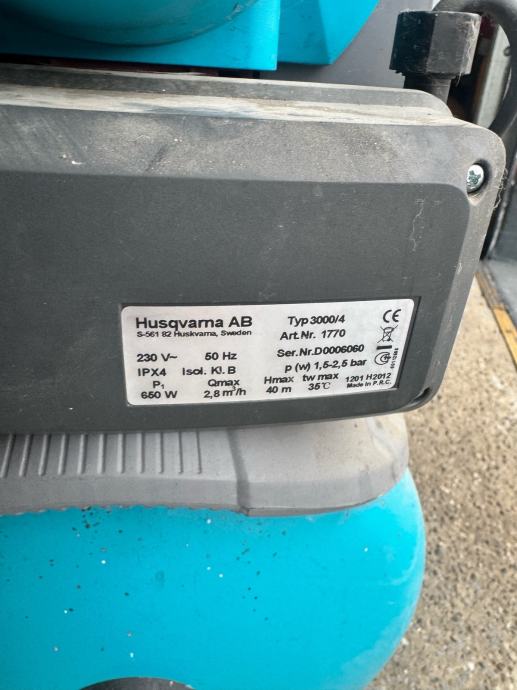 Husqvarna AB
S-561 82 Huskvarna, Sweden
Typ 3000/4
Art.Nr. 1770
230 V~ 50 Hz
Ser.Nr.D0006060
IPX4 Isol. Kl. B
p (w) 1,5-2,5 bar
P₁ Qmax Hmax tw max
650 W 2,8 m³/h 40 m 35°C
CE
1201 H2012
Made in P.R.C.